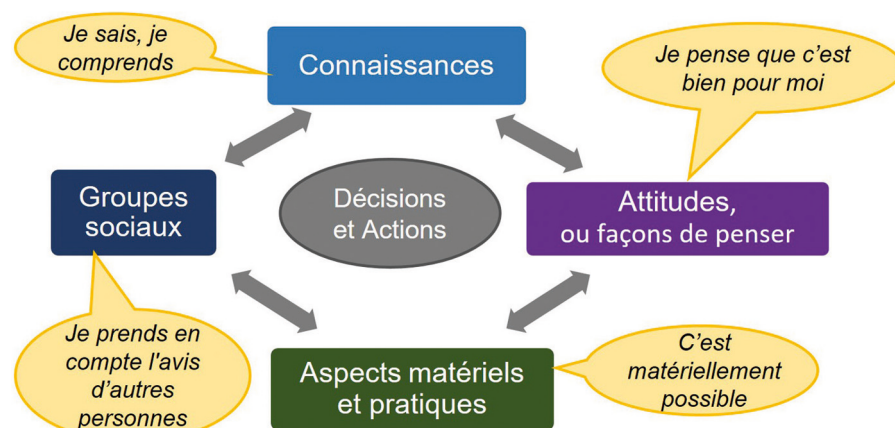 Je sais, je
comprends
Connaissances
Je pense que c’est
bien pour moi
Groupes
sociaux
Décisions
et Actions
Attitudes,
ou façons de penser
Je prends en
compte l'avis
d’autres
personnes
Aspects matériels
et pratiques
C’est
matériellement
possible